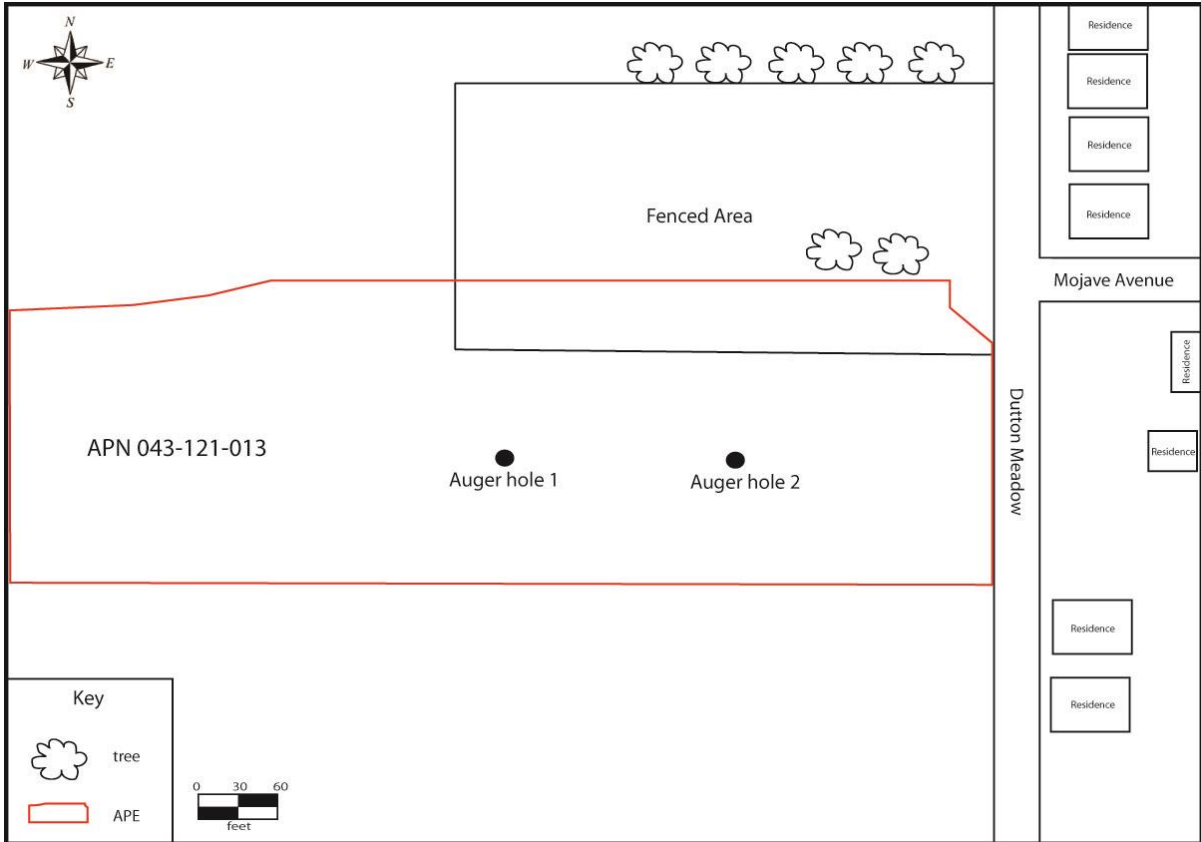 N
W E
S
Residence
Residence
Residence
Residence
Fenced Area
Mojave Avenue
Residence
Residence
Dutton Meadow
APN 043-121-013
Auger hole 1
Auger hole 2
Residence
Residence
Key
tree
APE
0 30 60
feet